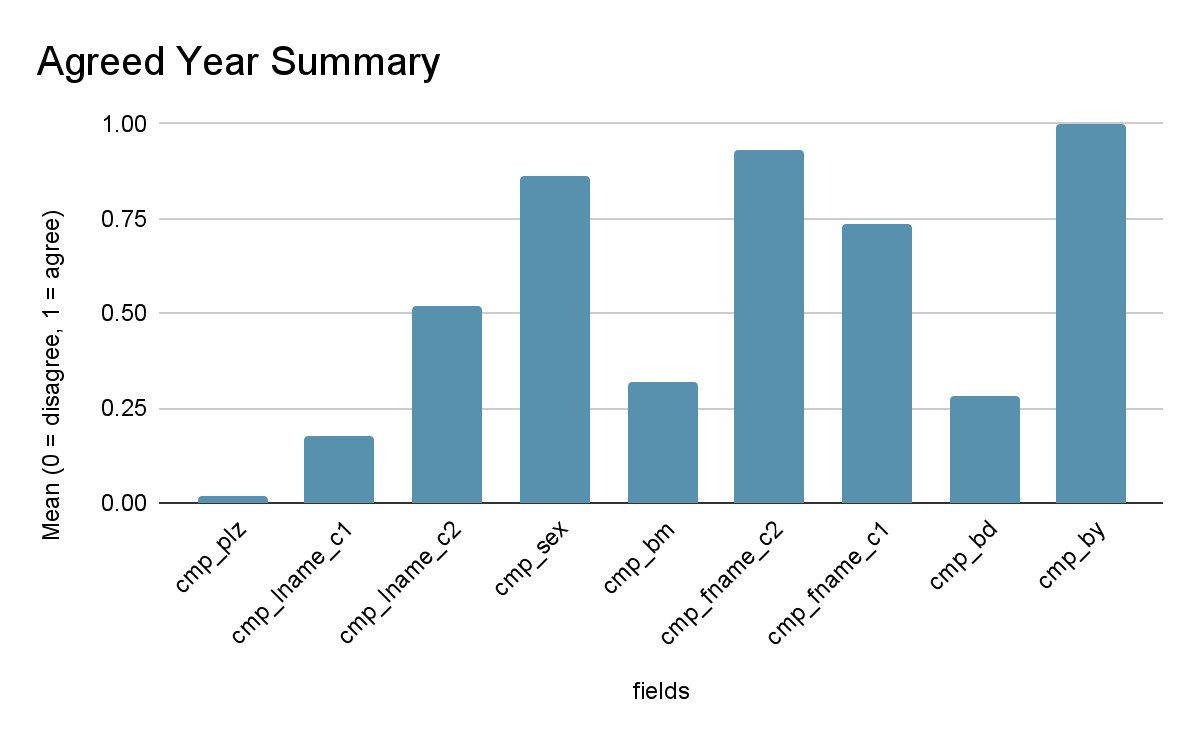 Agreed Year Summary
Mean (0 = disagree, 1 = agree)
1.00
0.75
0.50
0.25
0.00
cmp_plz
cmp_lname_c1
cmp_lname_c2
cmp_sex
cmp_bm
cmp_fname_c2
cmp_fname_c1
cmp_bd
cmp_by
fields